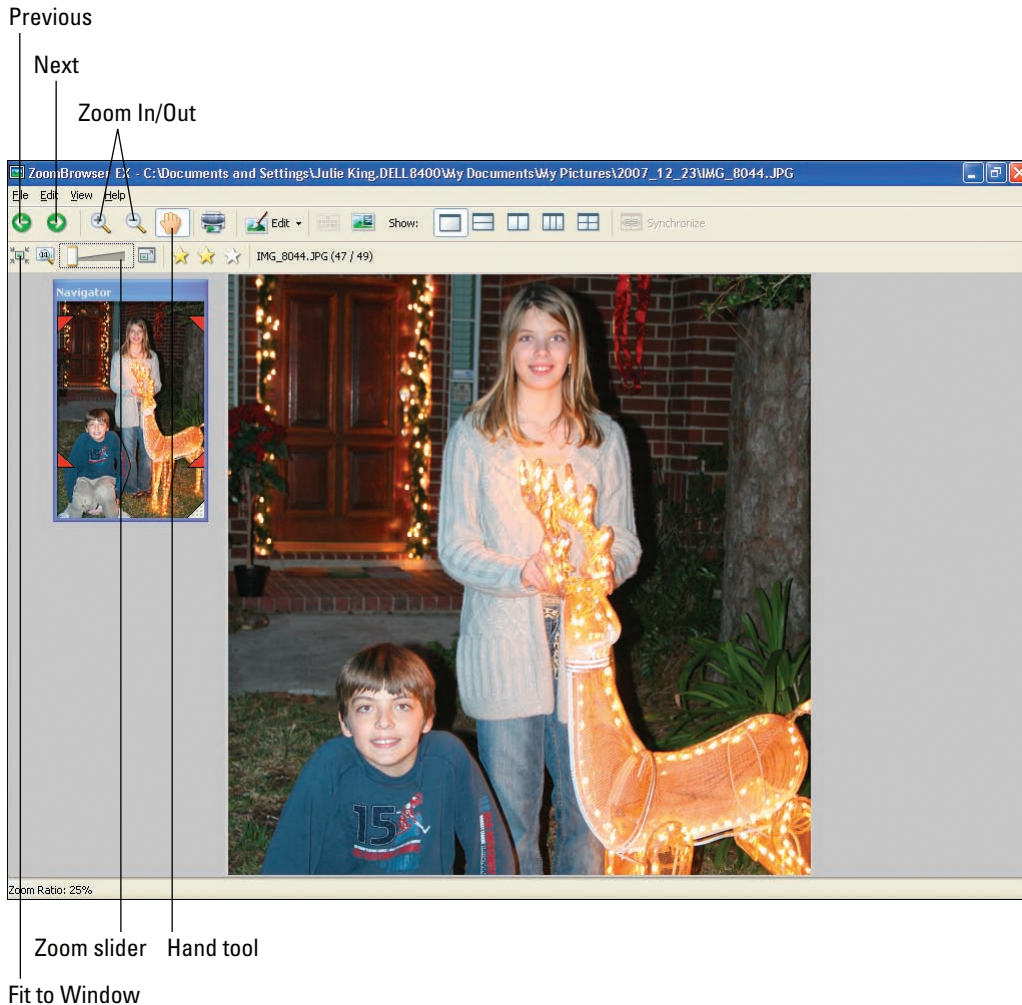 Previous
Next
Zoom In/Out
ZoomBrowser EX - C:\Documents and Settings\Julie King.DELL8400\My Documents\My Pictures\2007_12_23\IMG_8044.JPG
File Edit View Help
Edit Show: Synchronize
IMG_8044.JPG (47 / 49)
Navigator
15
Zoom Ratio: 25%
Zoom slider Hand tool
Fit to Window